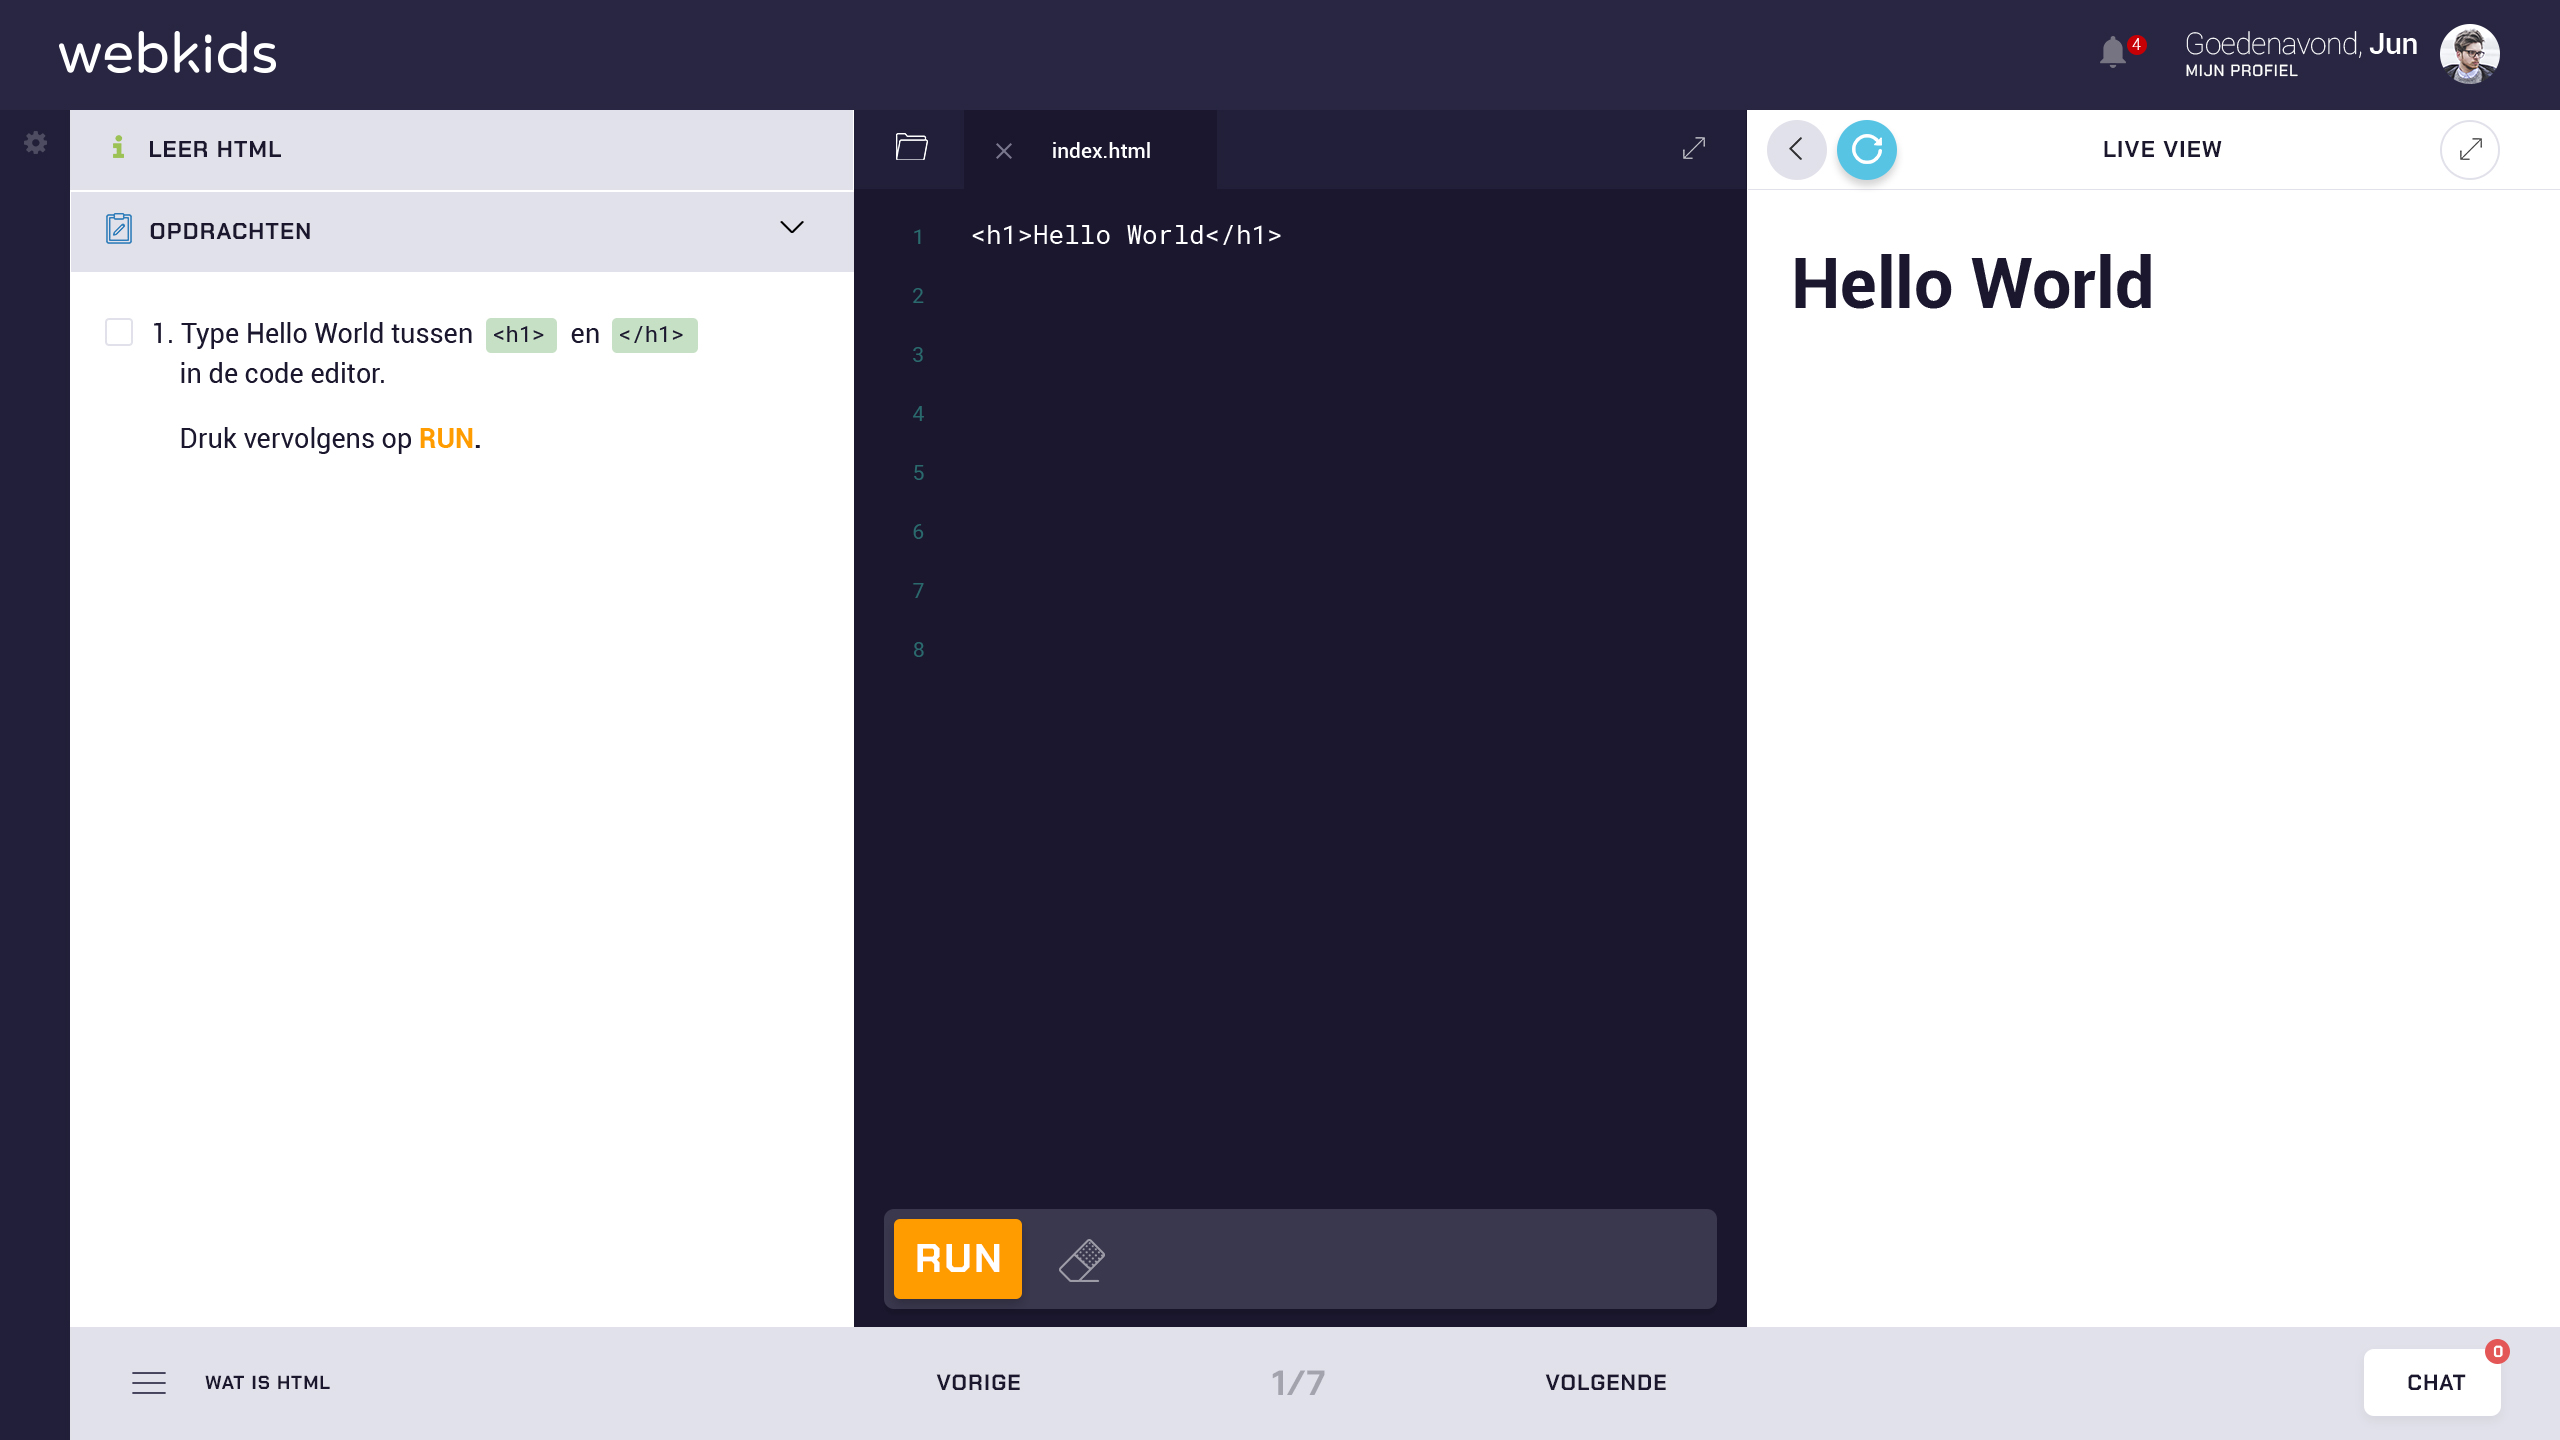 webkids
4
Goedenavond, Jun
MIJN PROFIEL
LEER HTML
OPDRACHTEN
1. Type Hello World tussen <h1> en </h1>
in de code editor.
Druk vervolgens op RUN.
index.html
1 <h1>Hello World</h1>
2
3
4
5
6
7
8
RUN
LIVE VIEW
Hello World
WAT IS HTML
VORIGE
1/7
VOLGENDE
CHAT
0